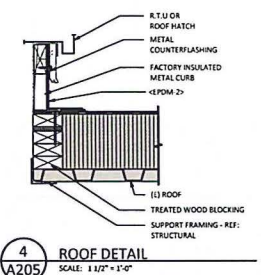 R.T.U OR
ROOF HATCH
METAL
COUNTERFLASHING
FACTORY INSULATED
METAL CURB
<EPDM-2>
(E) ROOF
TREATED WOOD BLOCKING
SUPPORT FRAMING - REF:
STRUCTURAL
4
A205
ROOF DETAIL
SCALE: 1 1/2" = 1'-0"